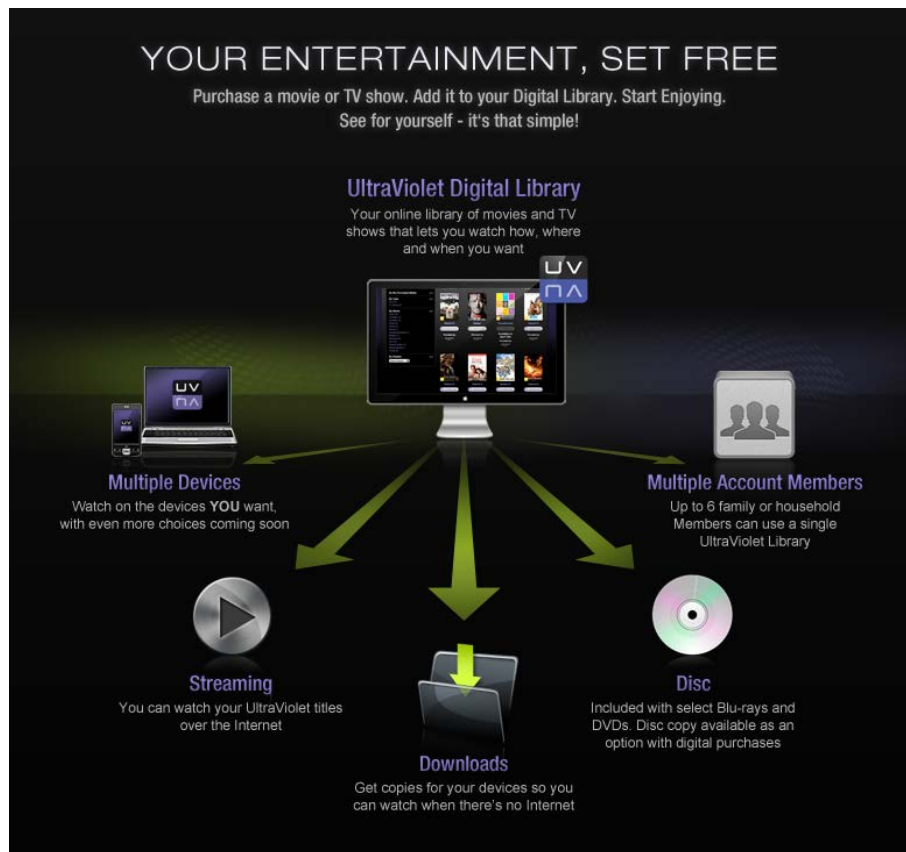 YOUR ENTERTAINMENT, SET FREE
Purchase a movie or TV show. Add it to your Digital Library. Start Enjoying.
See for yourself - it's that simple!
UltraViolet Digital Library
Your online library of movies and TV
shows that lets you watch how, where
and when you want
UV
UV
UV
Multiple Devices
Watch on the devices YOU want,
with even more choices coming soon
Multiple Account Members
Up to 6 family or household
Members can use a single
UltraViolet Library
Streaming
You can watch your UltraViolet titles
over the Internet
Disc
Included with select Blu-rays and
DVDs. Disc copy available as an
option with digital purchases
Downloads
Get copies for your devices so you
can watch when there's no Internet